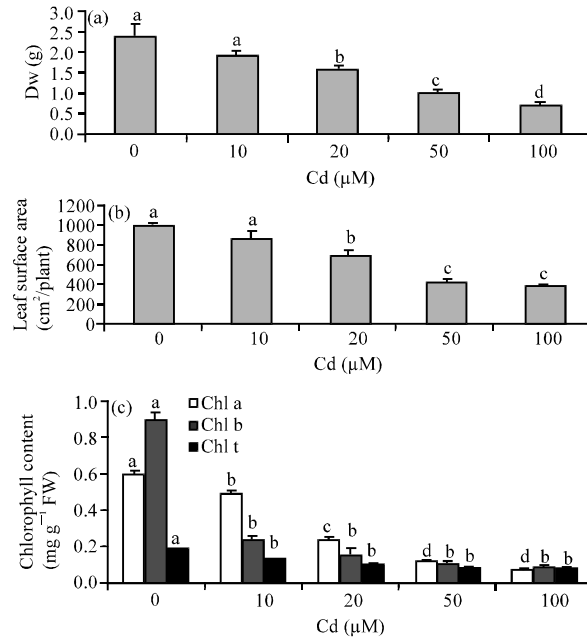 (a)
Dw (g)
3.0
2.5
2.0
1.5
1.0
0.5
0.0
a
a
b
c
d
0 10 20 50 100
Cd (µM)
(b)
Leaf surface area
(cm²/plant)
1200
1000
800
600
400
200
0
a
a
b
c
c
0 10 20 50 100
Cd (µM)
(c)
Chlorophyll content
(mg g⁻¹ FW)
1.0
0.8
0.6
0.4
0.2
0.0
Chl a
Chl b
Chl t
a a a
b b b
c b b
d b b
d b b
0 10 20 50 100
Cd (µM)